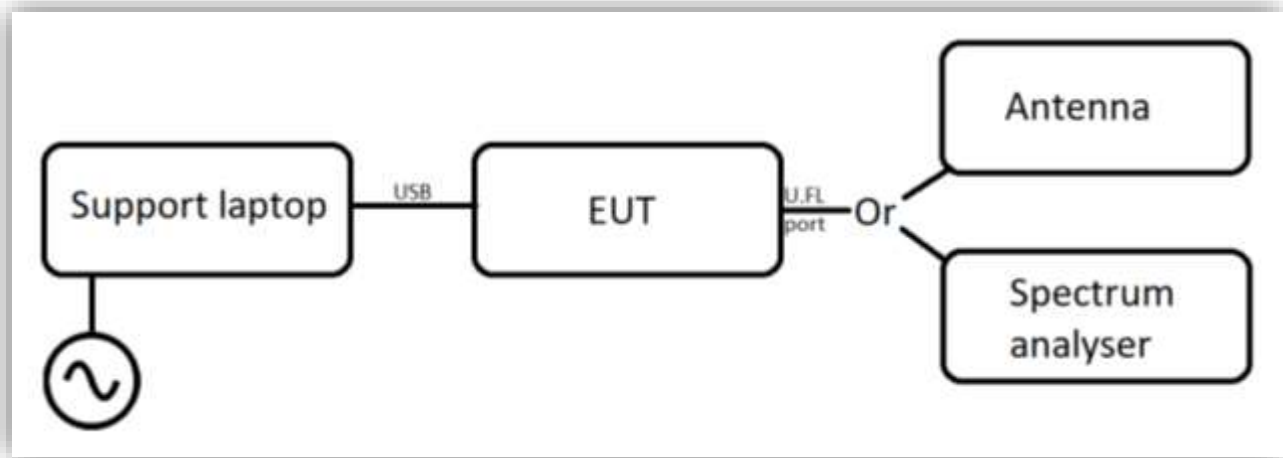 Support laptop
USB
EUT
U.FL
port
Or
Antenna
Spectrum
analyser